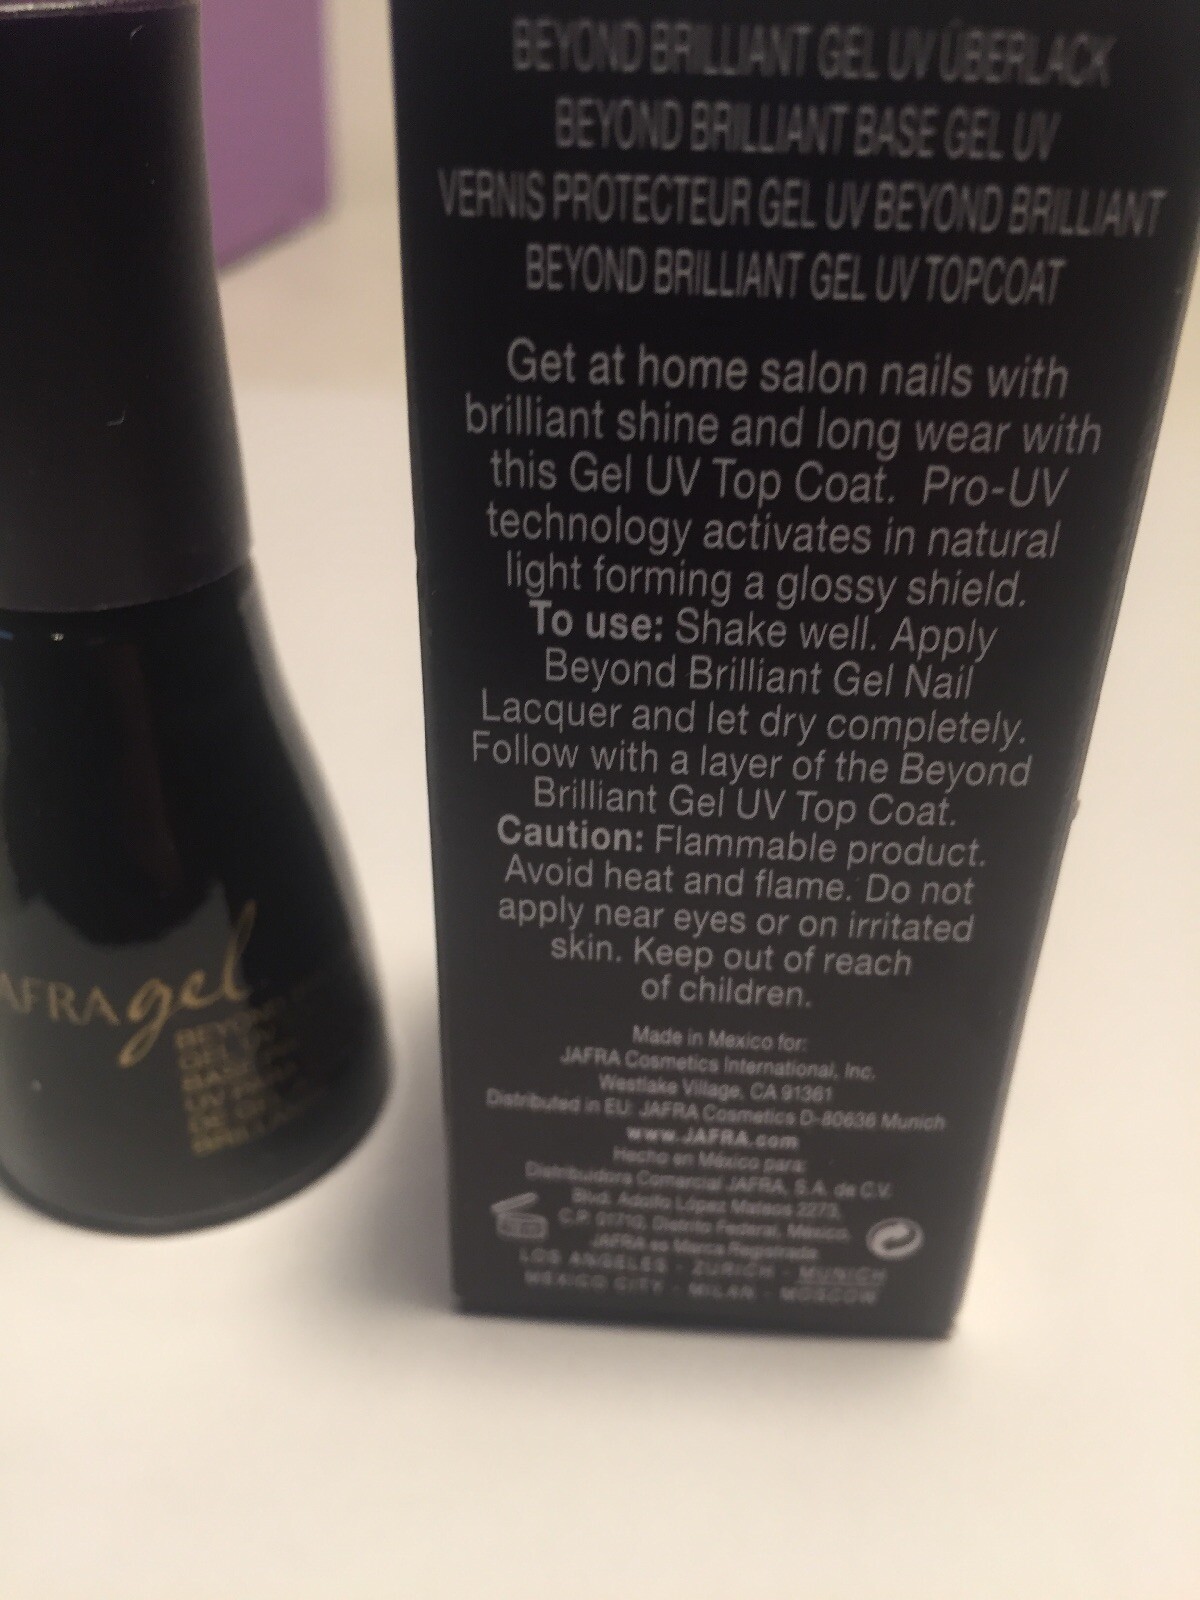 BEYOND BRILLIANT GEL UV ÜBERLACK
BEYOND BRILLIANT BASE GEL UV
VERNIS PROTECTEUR GEL UV BEYOND BRILLIANT
BEYOND BRILLIANT GEL UV TOPCOAT
Get at home salon nails with
brilliant shine and long wear with
this Gel UV Top Coat. Pro-UV
technology activates in natural
light forming a glossy shield.
To use: Shake well. Apply
Beyond Brilliant Gel Nail
Lacquer and let dry completely.
Follow with a layer of the Beyond
Brilliant Gel UV Top Coat.
Caution: Flammable product.
Avoid heat and flame. Do not
apply near eyes or on irritated
skin. Keep out of reach
of children.
Made in Mexico for:
JAFRA Cosmetics International, Inc.
Westlake Village, CA 91361
Distributed in EU: JAFRA Cosmetics D-80636 Munich
www.JAFRA.com
Hecho en México para:
Distribuidora Comercial JAFRA, S.A. de C.V.
Blvd. Adolfo López Mateos 2273,
C.P. 01710, Distrito Federal, México.
JAFRA es Marca Registrada
LOS ANGELES - ZURICH - MUNICH
MEXICO CITY - MILAN - MOSCOW
AFRA gel
GEL UV
BASE